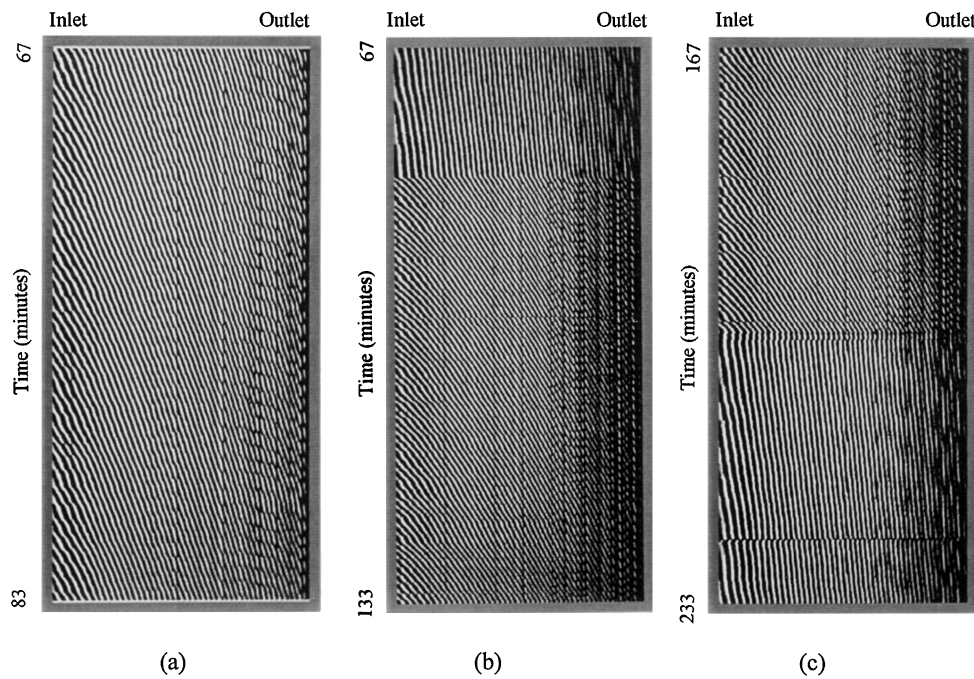 Inlet Outlet
67
Time (minutes)
83
(a)
Inlet Outlet
67
Time (minutes)
133
(b)
Inlet Outlet
167
Time (minutes)
233
(c)